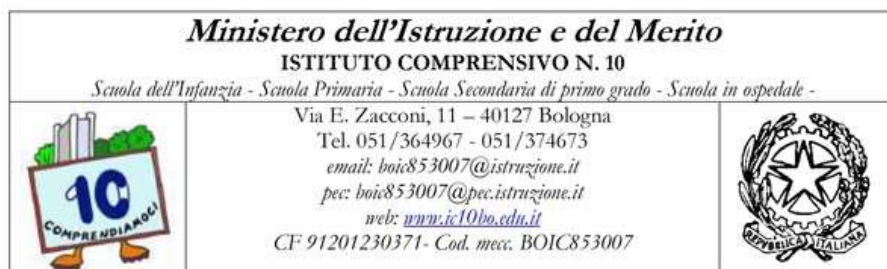 Ministero dell'Istruzione e del Merito
ISTITUTO COMPRENSIVO N. 10
Scuola dell'Infanzia - Scuola Primaria - Scuola Secondaria di primo grado - Scuola in ospedale -
10
COMPRENDIAMOCI
Via E. Zacconi, 11 – 40127 Bologna
Tel. 051/364967 - 051/374673
email: boic853007@istruzione.it
pec: boic853007@pec.istruzione.it
web: www.ic10bo.edu.it
CF 91201230371- Cod. mecc. BOIC853007
REPVBBLICA ITALIANA